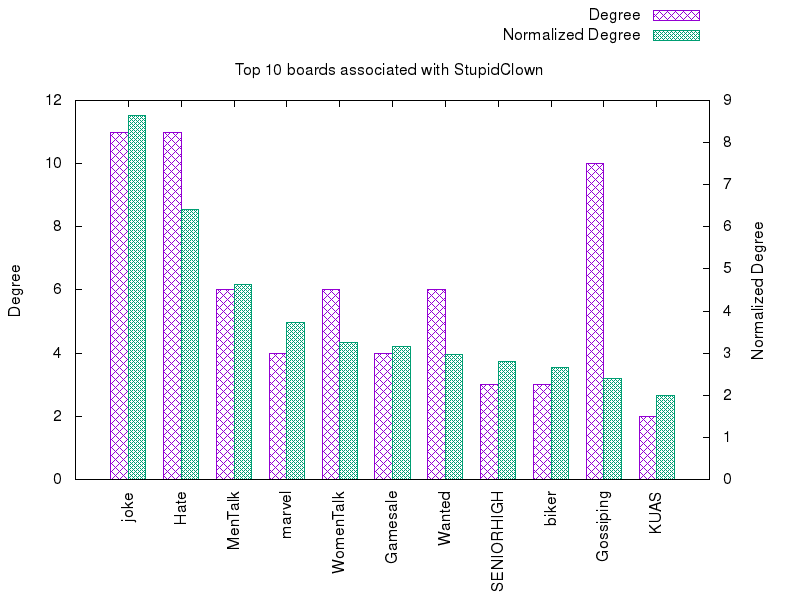 Degree
Normalized Degree
Top 10 boards associated with StupidClown
12
10
8
6
4
2
0
9
8
7
6
5
4
3
2
1
0
Degree
Normalized Degree
joke
Hate
MenTalk
marvel
WomenTalk
Gamesale
Wanted
SENIORHIGH
biker
Gossiping
KUAS